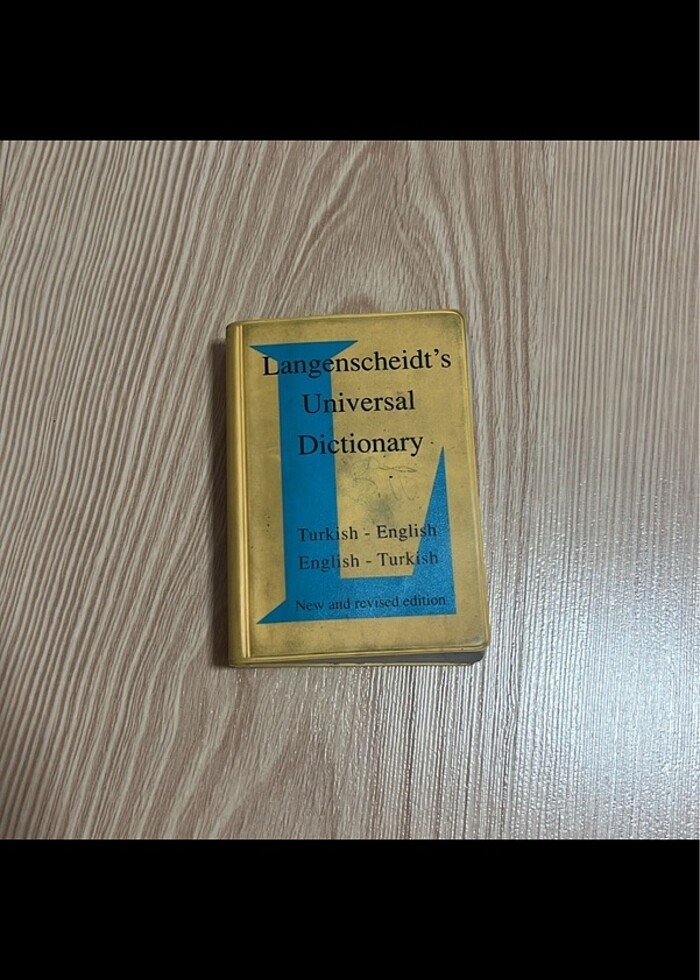 Langenscheidt's
Universal
Dictionary
Turkish - English
English - Turkish
New and revised edition